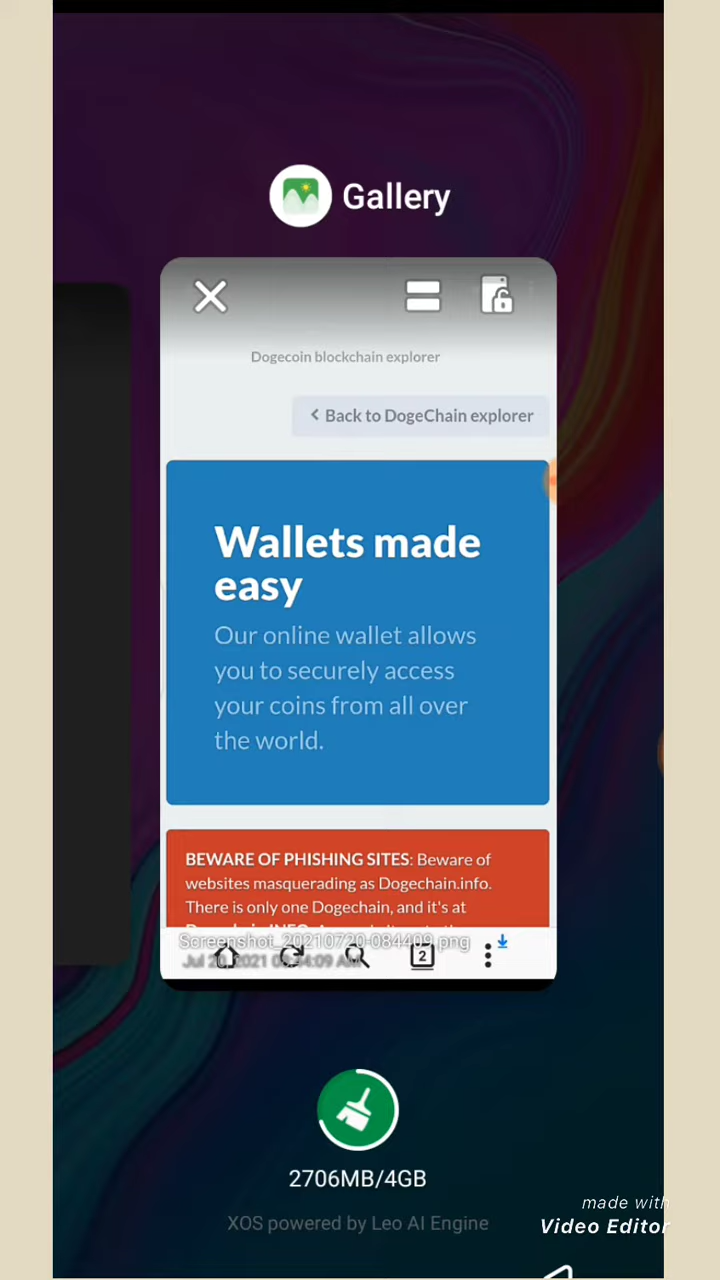 Gallery
Dogecoin blockchain explorer
Back to DogeChain explorer
Wallets made
easy
Our online wallet allows
you to securely access
your coins from all over
the world.
BEWARE OF PHISHING SITES: Beware of
websites masquerading as Dogechain.info.
There is only one Dogechain, and it's at
Screenshot_20210720-084409.png
2
2706MB/4GB
XOS powered by Leo AI Engine
made with
Video Editor